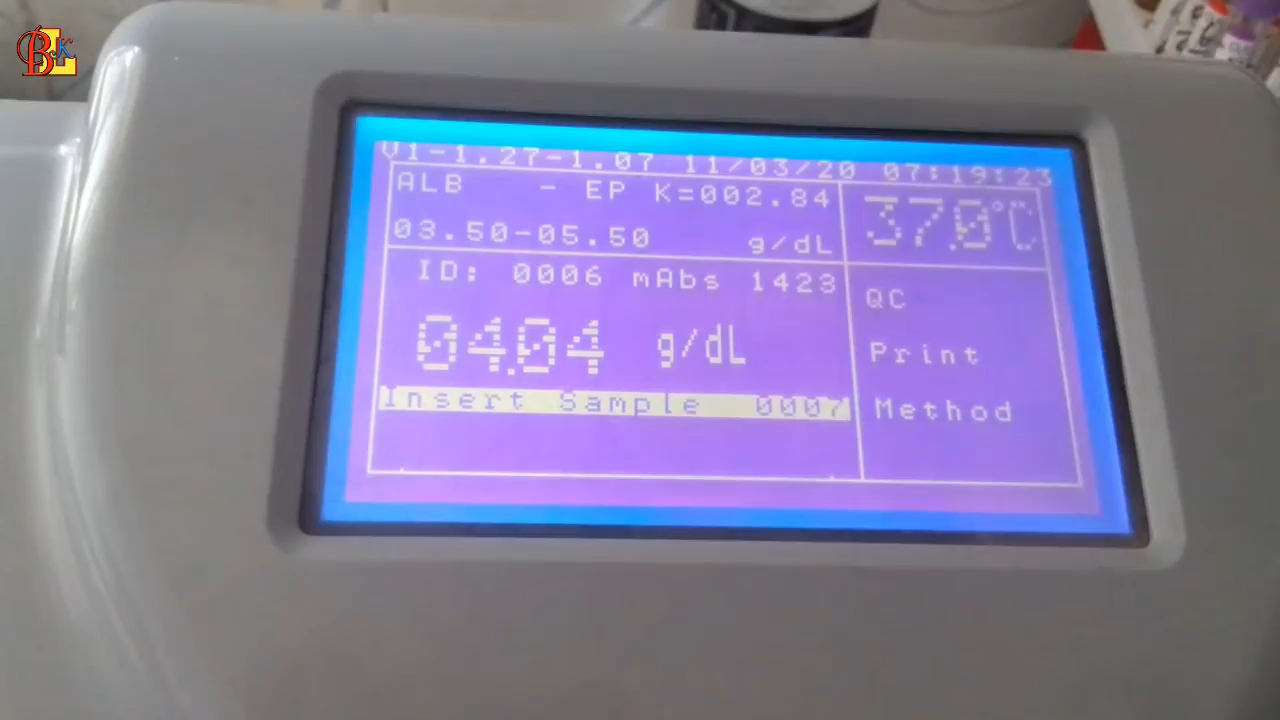 V1-1.27-1.07 11/03/20 07:19:23
ALB - EP K=002.84
37.0°C
03.50-05.50 g/dL
ID: 0006 mAbs 1423
QC
04.04 g/dL
Print
Insert Sample 0007
Method
BLK